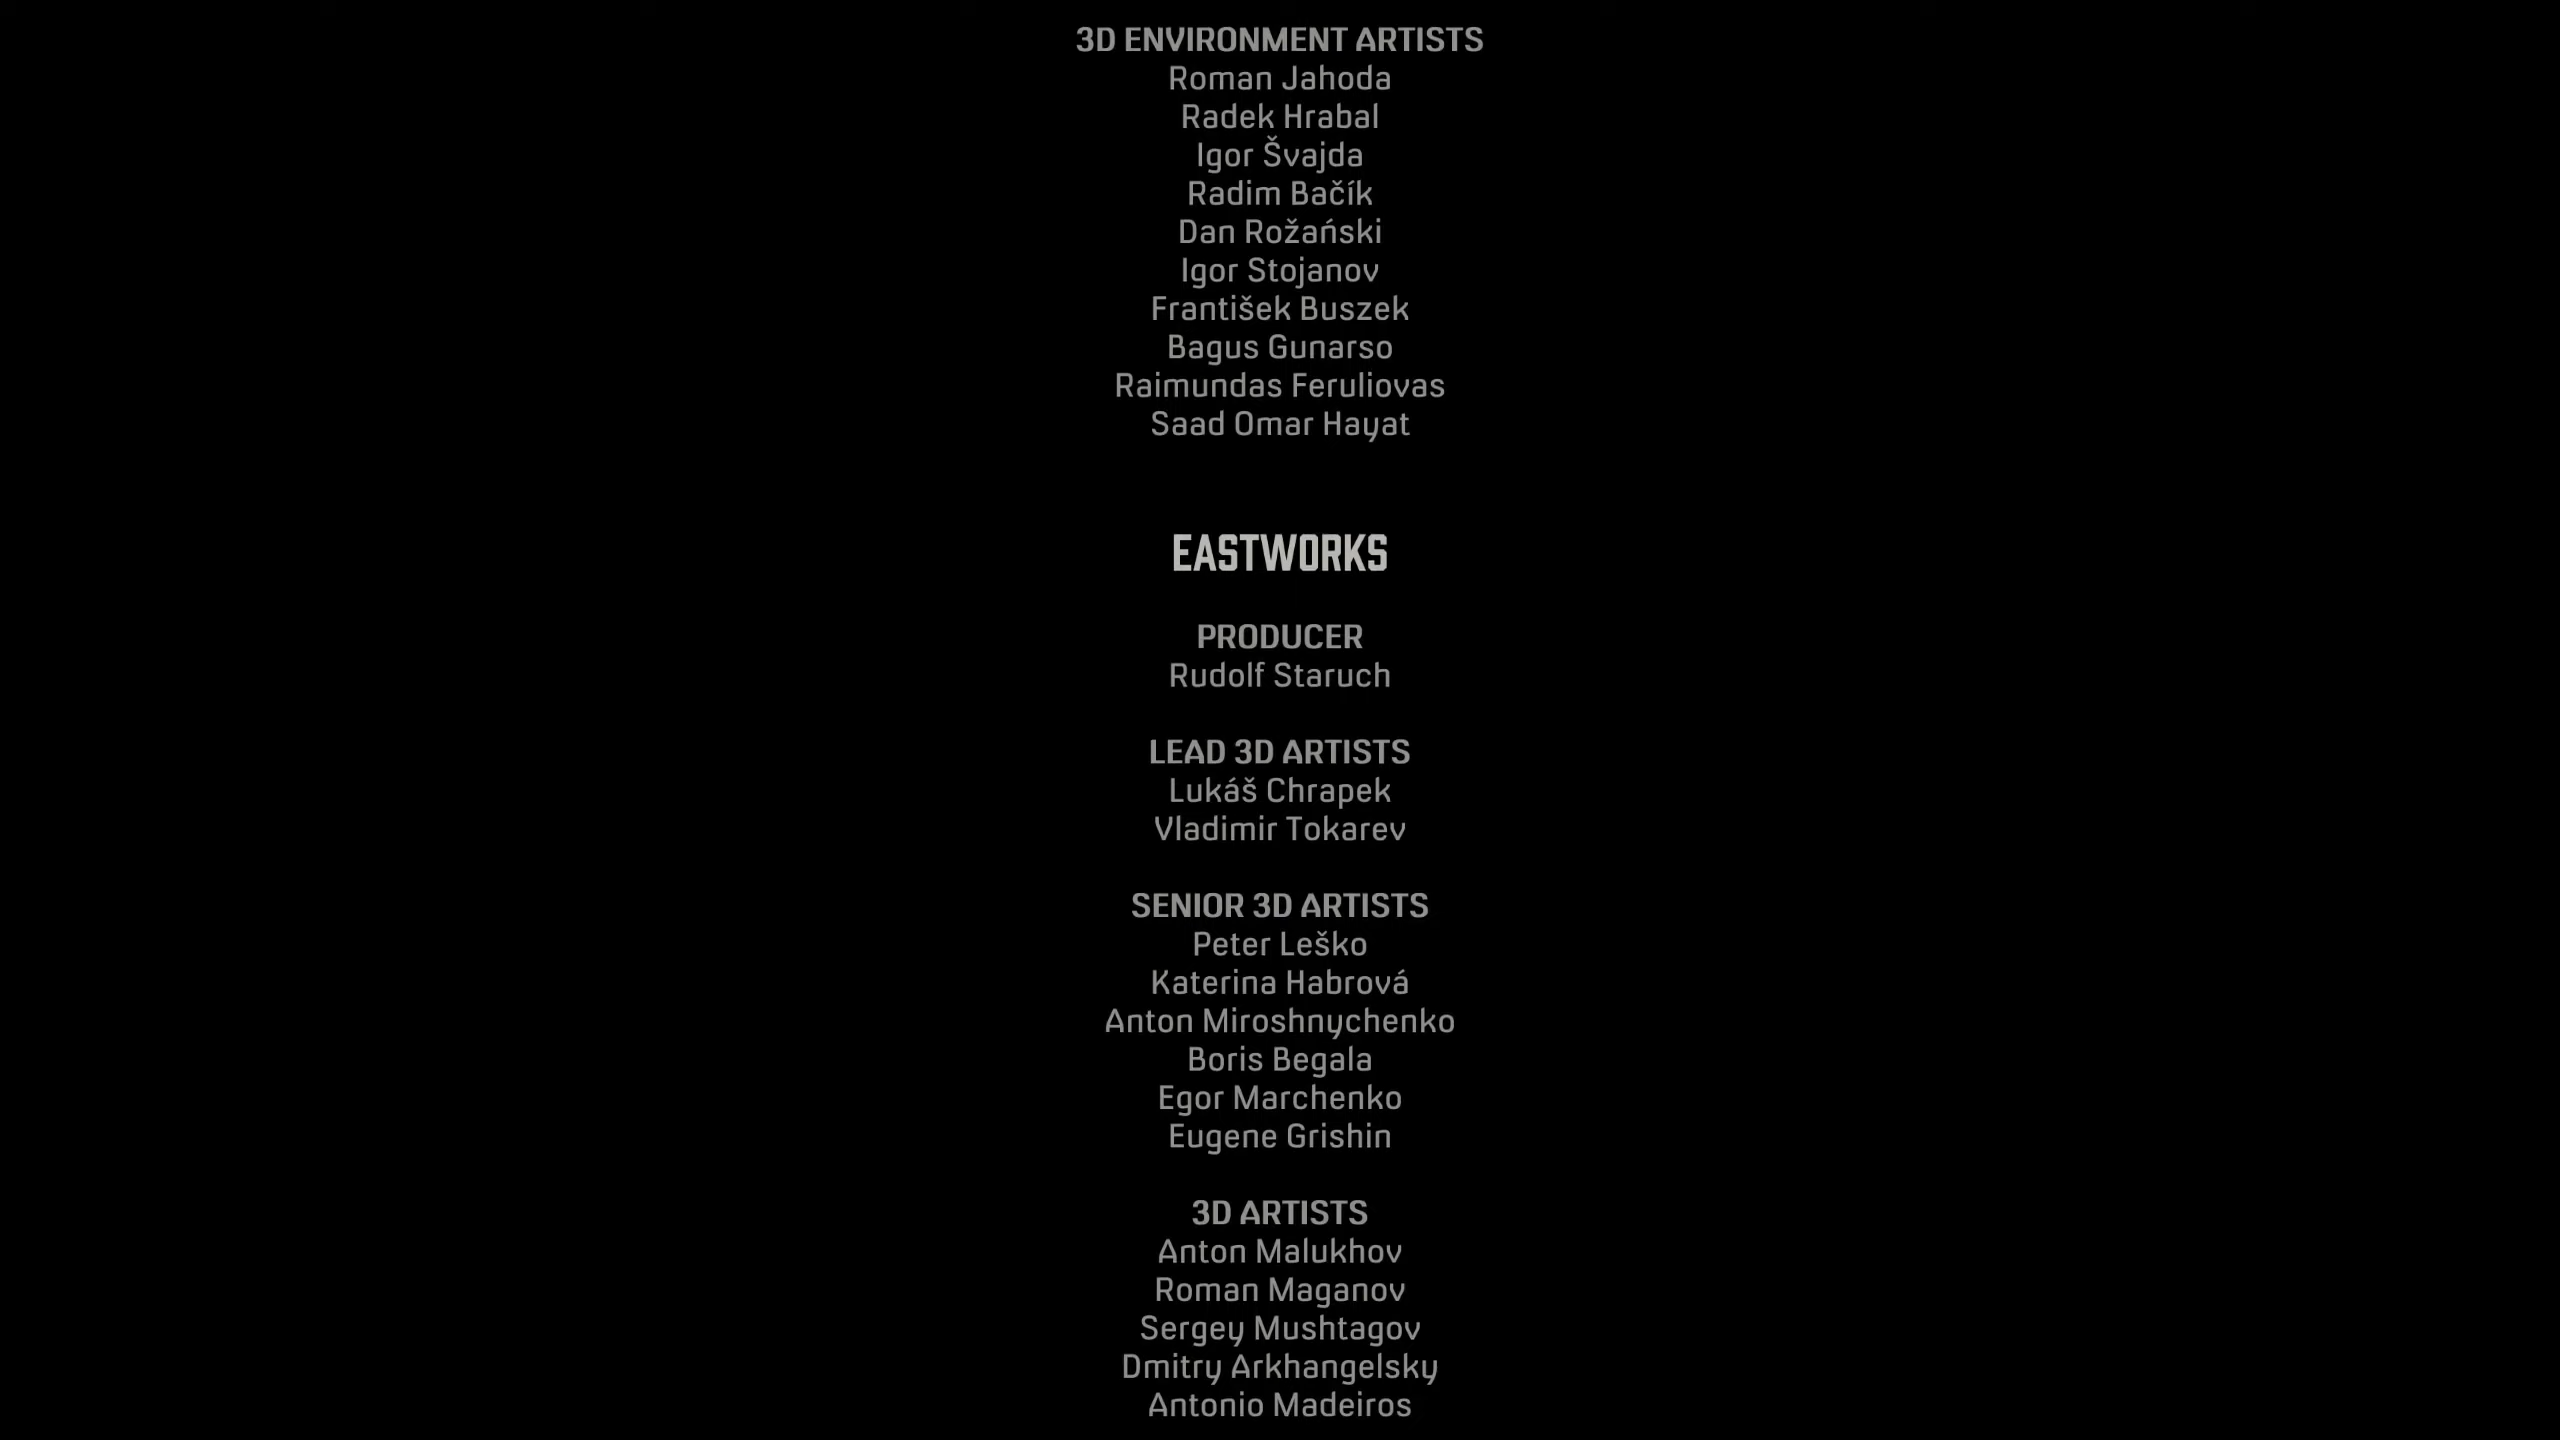 3D ENVIRONMENT ARTISTS
Roman Jahoda
Radek Hrabal
Igor Švajda
Radim Bačík
Dan Rožański
Igor Stojanov
František Buszek
Bagus Gunarso
Raimundas Feruliovas
Saad Omar Hayat
EASTWORKS
PRODUCER
Rudolf Staruch
LEAD 3D ARTISTS
Lukáš Chrapek
Vladimir Tokarev
SENIOR 3D ARTISTS
Peter Leško
Katerina Habrová
Anton Miroshnychenko
Boris Begala
Egor Marchenko
Eugene Grishin
3D ARTISTS
Anton Malukhov
Roman Maganov
Sergey Mushtagov
Dmitry Arkhangelsky
Antonio Madeiros